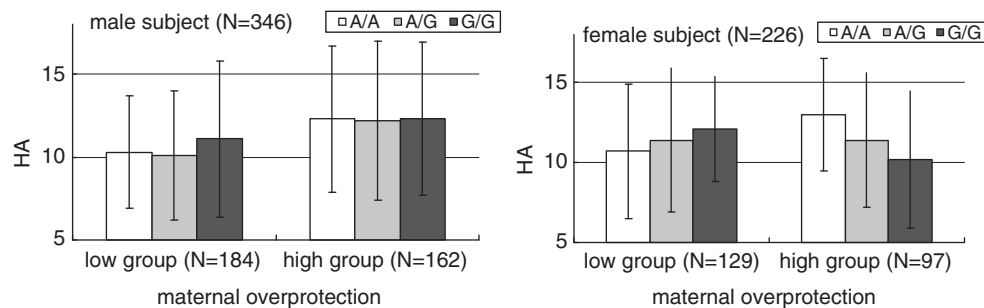 male subject (N=346)
A/A A/G G/G
15
10
5
HA
low group (N=184) high group (N=162)
maternal overprotection
female subject (N=226)
A/A A/G G/G
15
10
5
HA
low group (N=129) high group (N=97)
maternal overprotection